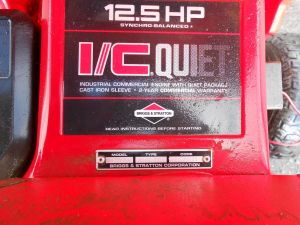 12.5 HP
SYNCHRO-BALANCED
I/C QUIET
INDUSTRIAL COMMERCIAL ENGINE WITH QUIET PACKAGE
CAST IRON SLEEVE • 2-YEAR COMMERCIAL WARRANTY
BRIGGS & STRATTON
READ INSTRUCTIONS BEFORE STARTING
MODEL TYPE CODE
BRIGGS & STRATTON CORPORATION